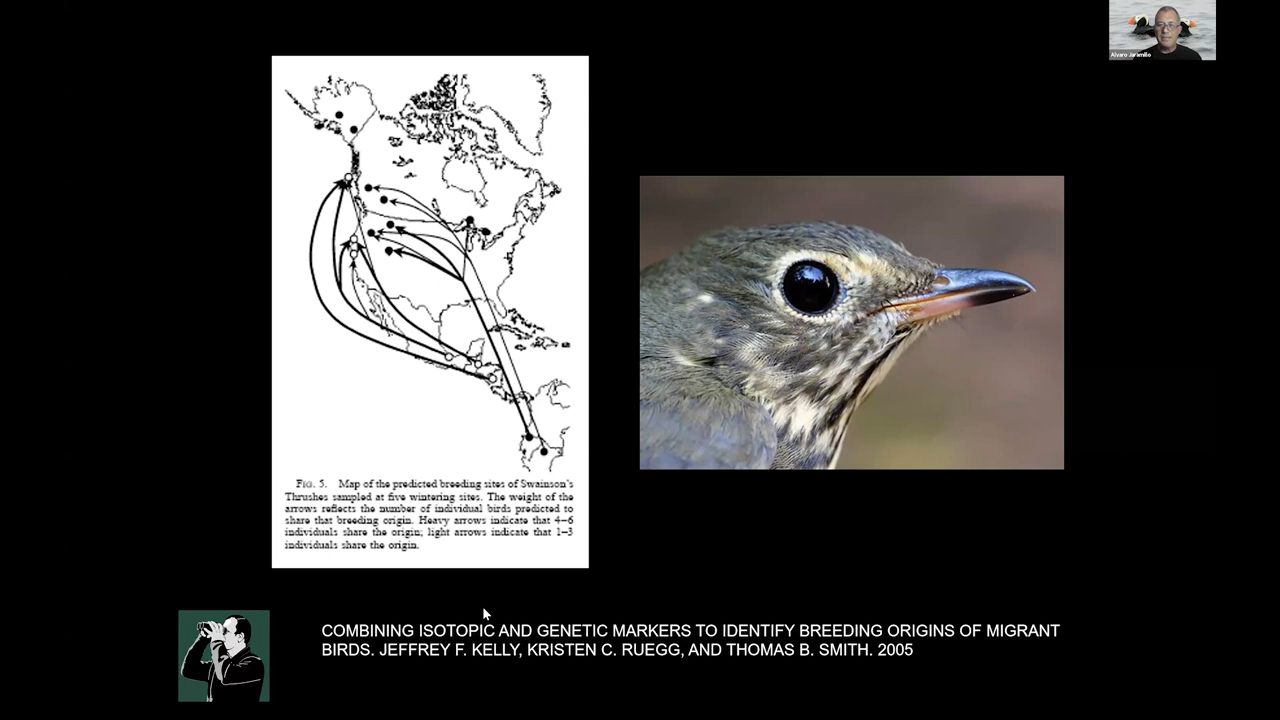 Alvaro Jaramillo
FIG. 5. Map of the predicted breeding sites of Swainson's
Thrushes sampled at five wintering sites. The weight of the
arrows reflects the number of individual birds predicted to
share that breeding origin. Heavy arrows indicate that 4–6
individuals share the origin; light arrows indicate that 1–3
individuals share the origin.
COMBINING ISOTOPIC AND GENETIC MARKERS TO IDENTIFY BREEDING ORIGINS OF MIGRANT
BIRDS. JEFFREY F. KELLY, KRISTEN C. RUEGG, AND THOMAS B. SMITH. 2005